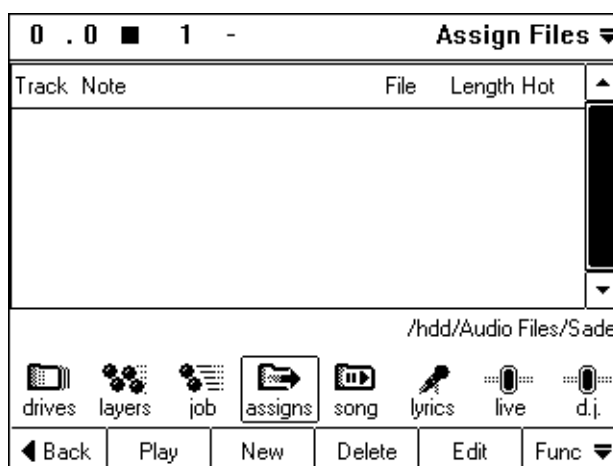 0 . 0 ■ 1 - Assign Files
Track Note File Length Hot
/hdd/Audio Files/Sade
drives layers job assigns song lyrics live d.j.
Back Play New Delete Edit Func